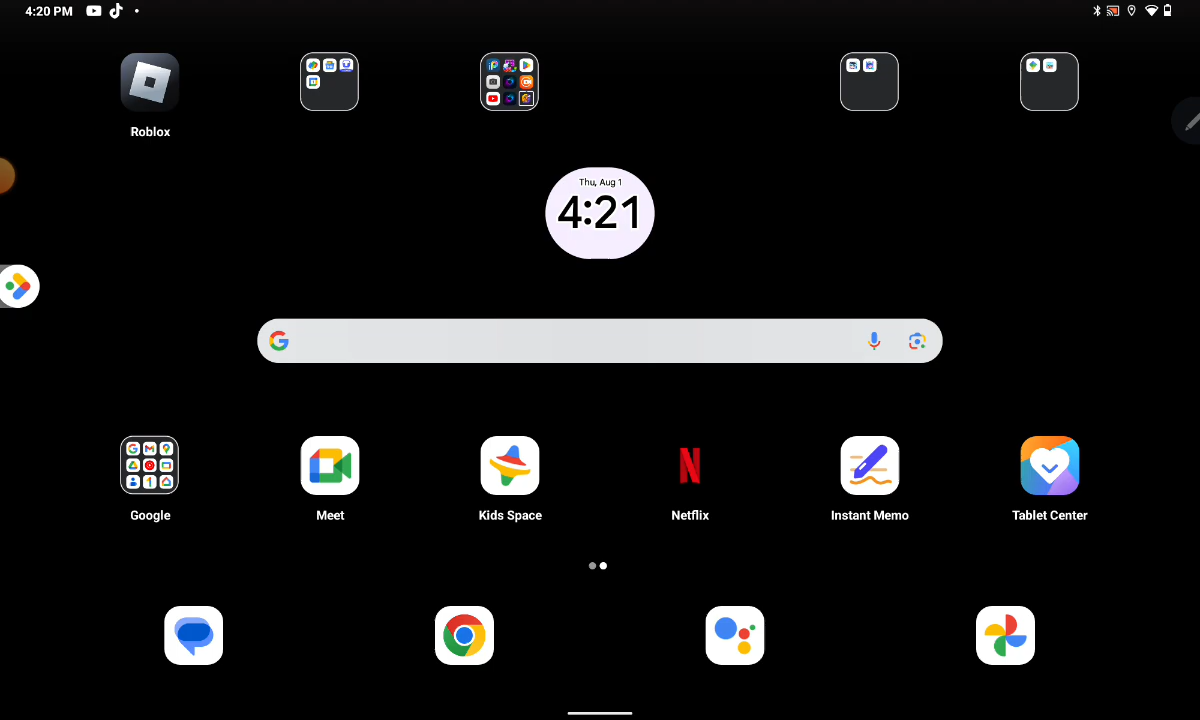 4:20 PM
Roblox
Thu, Aug 1
4:21
Google
Meet
Kids Space
N
Netflix
Instant Memo
Tablet Center